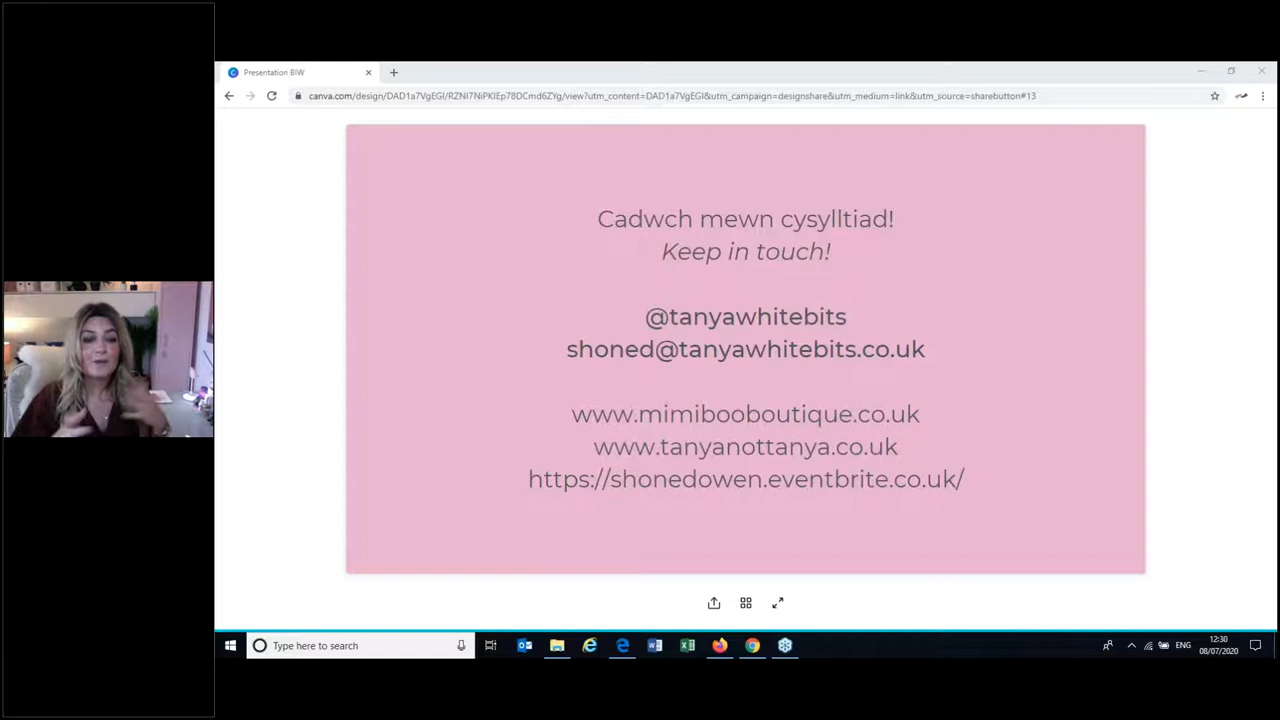 Presentation BIW
canva.com/design/DAD1a7VgEGI/RZNI7NiPKIEp78DCmd6ZYg/view?utm_content=DAD1a7VgEGI&utm_campaign=designshare&utm_medium=link&utm_source=sharebutton#13
Cadwch mewn cysylltiad!
Keep in touch!
@tanyawhitebits
shoned@tanyawhitebits.co.uk
www.mimibooboutique.co.uk
www.tanyanottanya.co.uk
https://shonedowen.eventbrite.co.uk/
Type here to search
ENG
12:30
08/07/2020